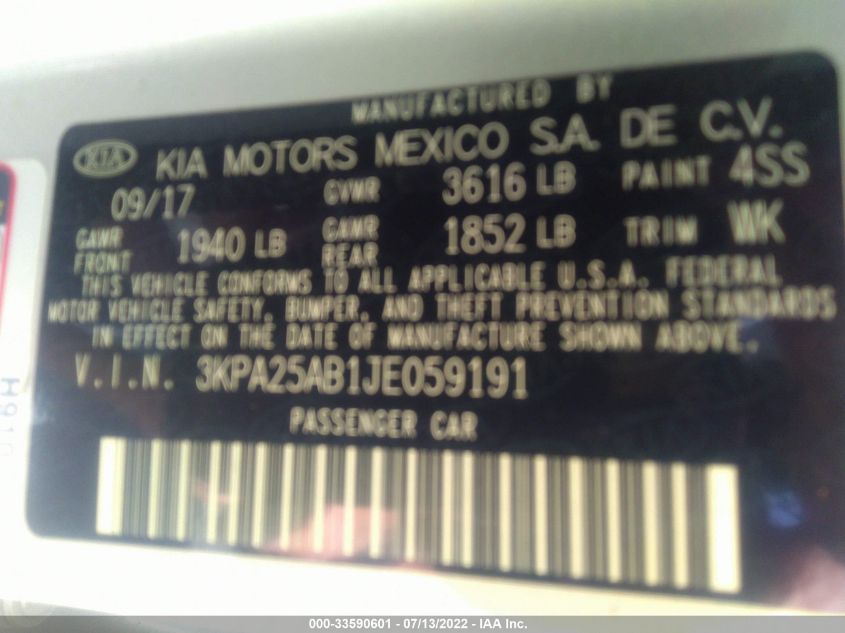 MANUFACTURED BY
KIA KIA MOTORS MEXICO S.A. DE C.V.
09/17 GVWR 3616 LB PAINT 4SS
GAWR FRONT 1940 LB GAWR REAR 1852 LB TRIM WK
THIS VEHICLE CONFORMS TO ALL APPLICABLE U.S.A. FEDERAL
MOTOR VEHICLE SAFETY, BUMPER, AND THEFT PREVENTION STANDARDS
IN EFFECT ON THE DATE OF MANUFACTURE SHOWN ABOVE.
V.I.N. 3KPA25AB1JE059191
PASSENGER CAR
H910
000-33590601 - 07/13/2022 - IAA Inc.